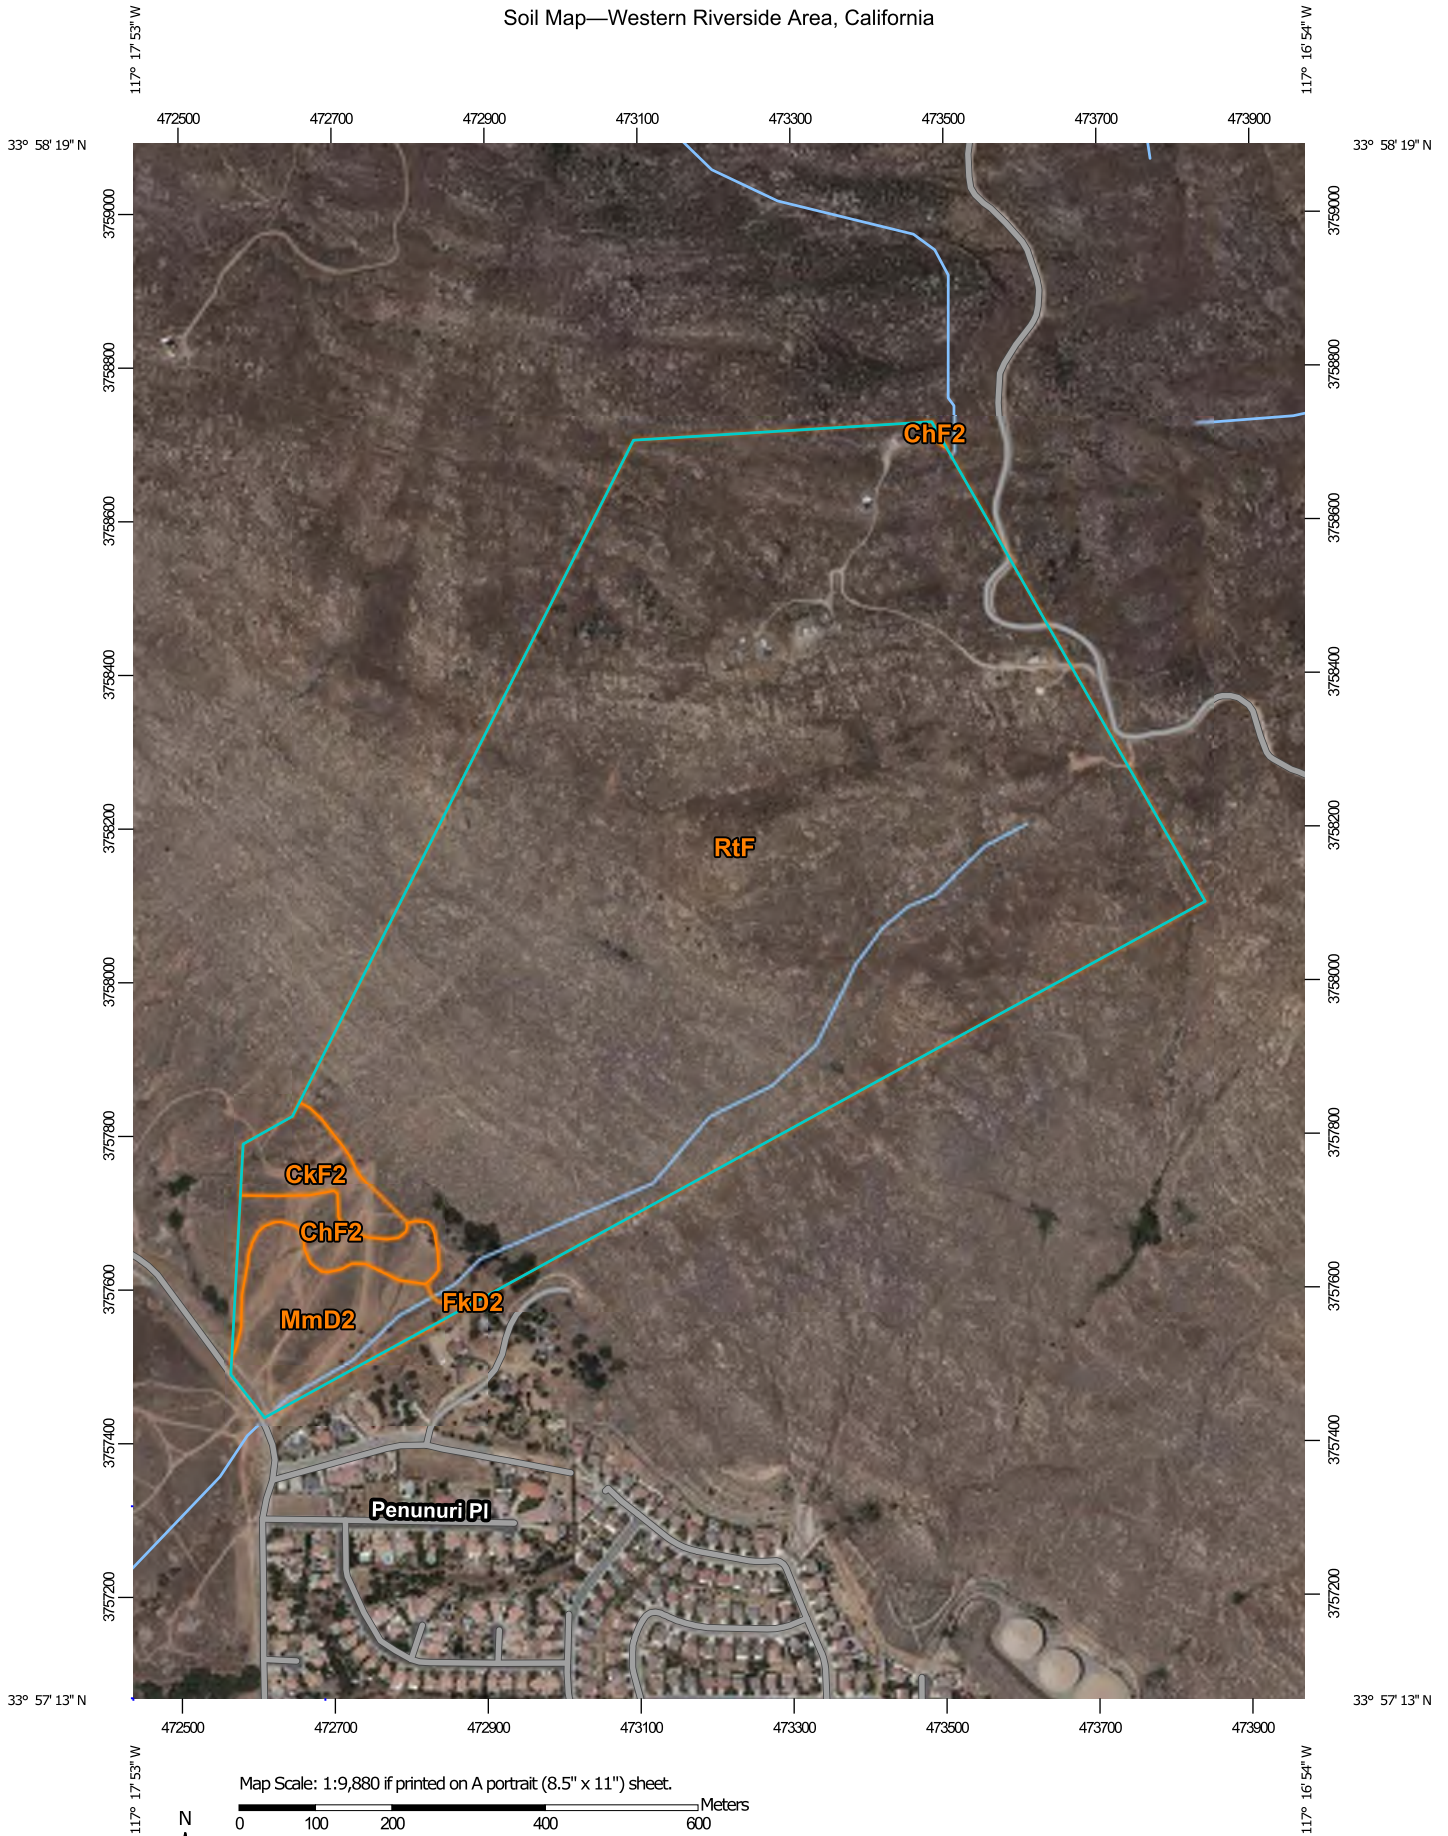 Soil Map—Western Riverside Area, California
117° 17' 53" W
117° 16' 54" W
472500 472700 472900 473100 473300 473500 473700 473900
33° 58' 19" N
33° 58' 19" N
3759000
3759000
3758800
3758800
ChF2
3758600
3758600
3758400
3758400
3758200
3758200
RtF
3758000
3758000
3757800
3757800
CkF2
ChF2
3757600
3757600
FkD2
MmD2
3757400
3757400
Penunuri Pl
3757200
3757200
33° 57' 13" N
33° 57' 13" N
472500 472700 472900 473100 473300 473500 473700 473900
117° 17' 53" W
117° 16' 54" W
Map Scale: 1:9,880 if printed on A portrait (8.5" x 11") sheet.
Meters
N
0 100 200 400 600